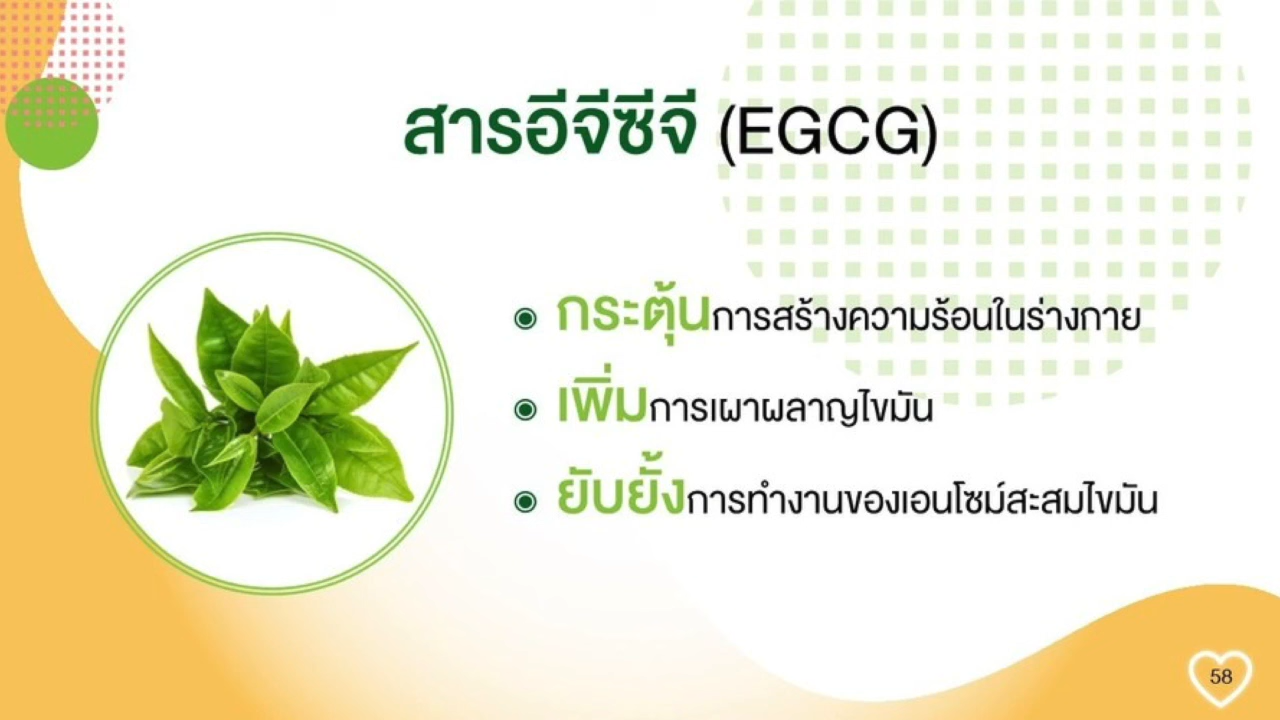 สารอีจีซีจี (EGCG)
กระตุ้นการสร้างความร้อนในร่างกาย
เพิ่มการเผาผลาญไขมัน
ยับยั้งการทำงานของเอนโซม์สะสมไขมัน
58